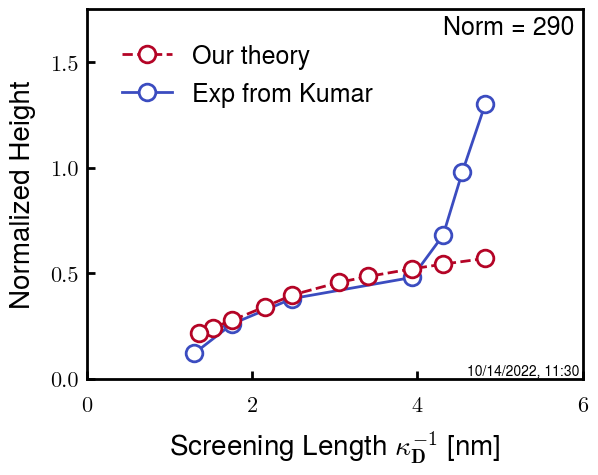 Norm = 290
Our theory
Exp from Kumar
Normalized Height
1.5
1.0
0.5
0.0
10/14/2022, 11:30
0 2 4 6
Screening Length κ_D^{-1} [nm]